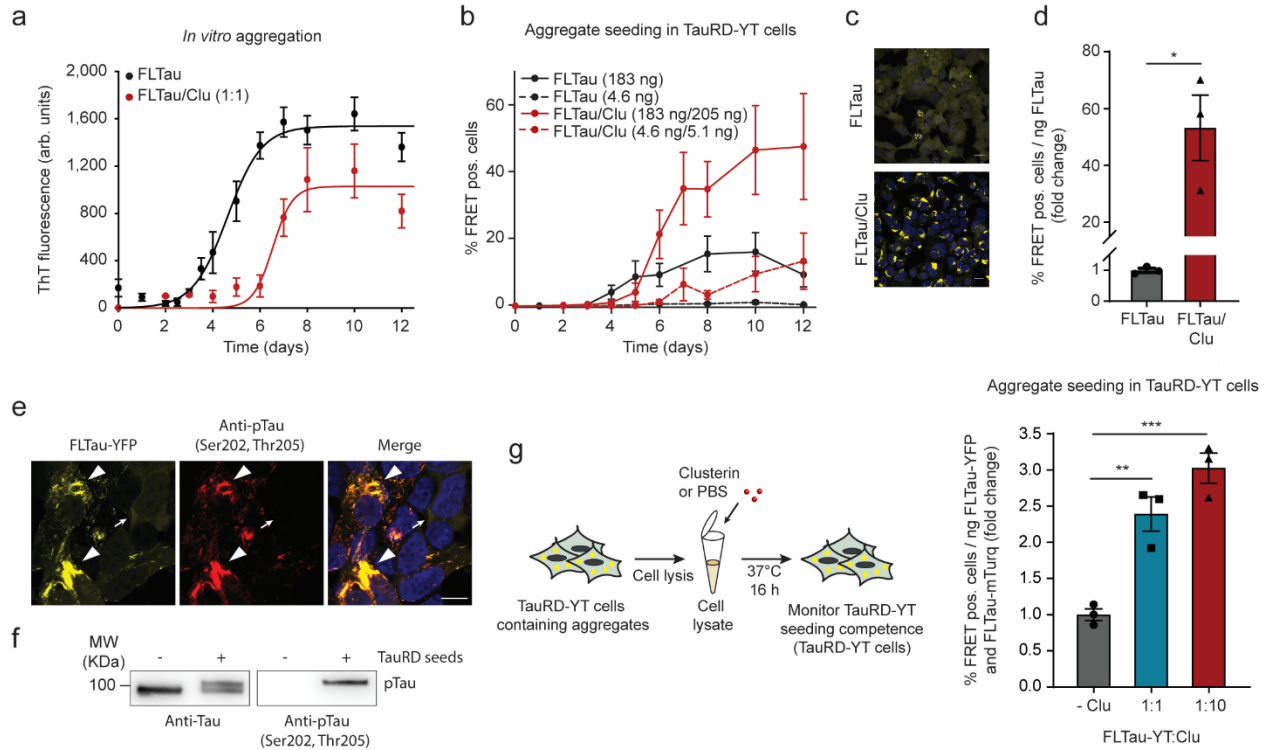 a
In vitro aggregation
ThT fluorescence (arb. units)
2,000
1,600
1,200
800
400
0
FLTau
FLTau/Clu (1:1)
0
2
4
6
8
10
12
Time (days)
b
Aggregate seeding in TauRD-YT cells
% FRET pos. cells
60
40
20
0
FLTau (183 ng)
FLTau (4.6 ng)
FLTau/Clu (183 ng/205 ng)
FLTau/Clu (4.6 ng/5.1 ng)
0
2
4
6
8
10
12
Time (days)
c
FLTau
FLTau/Clu
d
% FRET pos. cells / ng FLTau
(fold change)
80
60
40
20
1
0
*
FLTau
FLTau/
Clu
e
FLTau-YFP
Anti-pTau
(Ser202, Thr205)
Merge
f
MW
(KDa)
100
- + - + TauRD seeds
pTau
Anti-Tau
Anti-pTau
(Ser202, Thr205)
g
TauRD-YT cells
containing aggregates
Cell lysis
Clusterin
or PBS
Cell
lysate
37°C
16 h
Monitor TauRD-YT
seeding competence
(TauRD-YT cells)
Aggregate seeding in TauRD-YT cells
% FRET pos. cells / ng FLTau-YFP
and FLTau-mTurq (fold change)
3.5
3.0
2.5
2.0
1.5
1.0
0.5
0.0
***
**
- Clu
1:1
1:10
FLTau-YT:Clu